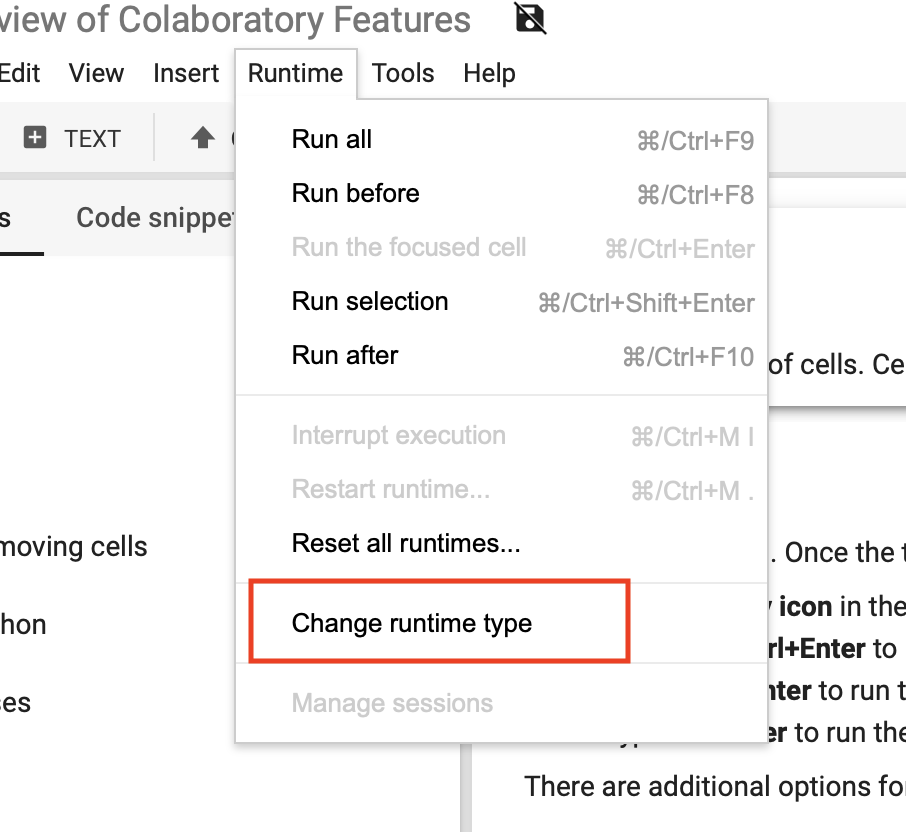 view of Colaboratory Features
Edit View Insert Runtime Tools Help
TEXT
Code snippet
Run all ⌘/Ctrl+F9
Run before ⌘/Ctrl+F8
Run the focused cell ⌘/Ctrl+Enter
Run selection ⌘/Ctrl+Shift+Enter
Run after ⌘/Ctrl+F10
of cells. Ce
Interrupt execution ⌘/Ctrl+M I
Restart runtime... ⌘/Ctrl+M .
Reset all runtimes...
moving cells
. Once the t
icon in the
Change runtime type
hon
rl+Enter to
nter to run t
Manage sessions
ses
er to run the
There are additional options for